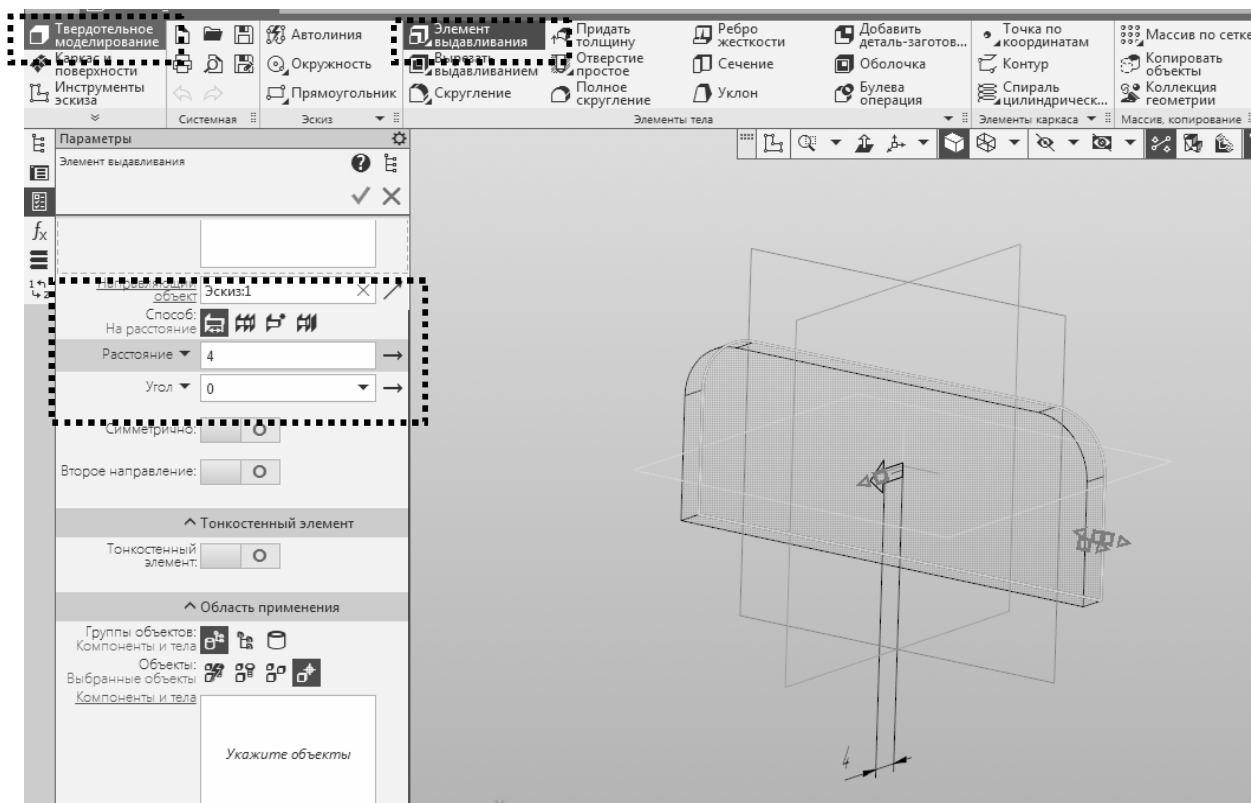 Твердотельное
моделирование
Каркас и
поверхности
Инструменты
эскиза
Системная
Автолиния
Окружность
Прямоугольник
Эскиз
Элемент
выдавливания
Вырезать
выдавливанием
Скругление
Придать
толщину
Отверстие
простое
Полное
скругление
Ребро
жесткости
Сечение
Уклон
Добавить
деталь-заготов...
Оболочка
Булева
операция
Элементы тела
Точка по
координатам
Контур
Спираль
цилиндрическ...
Элементы каркаса
Массив по сетке
Копировать
объекты
Коллекция
геометрии
Массив, копирование
Параметры
Элемент выдавливания
Направляющий
объект
Эскиз:1
Способ:
На расстояние
Расстояние
4
Угол
0
Симметрично:
Второе направление:
Тонкостенный элемент
Тонкостенный
элемент:
Область применения
Группы объектов:
Компоненты и тела
Объекты:
Выбранные объекты
Компоненты и тела
Укажите объекты
4